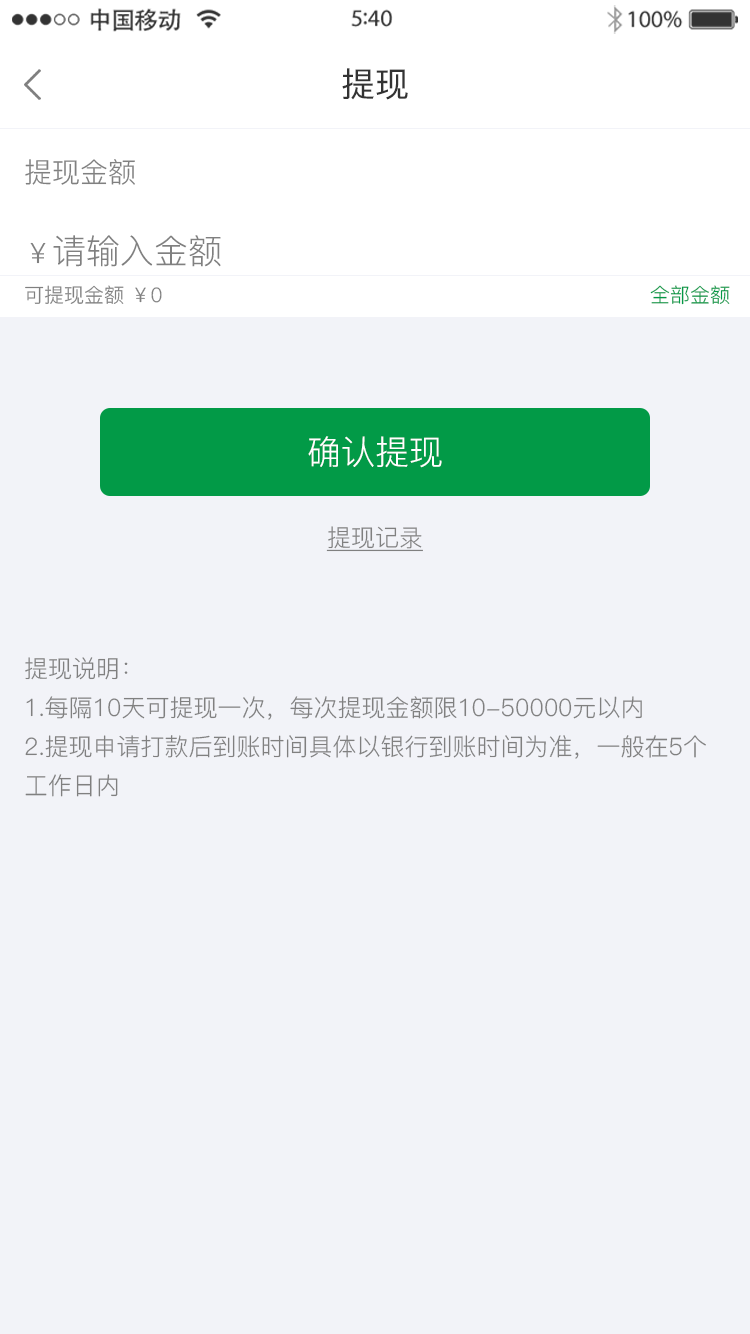 中国移动 5:40 100%
提现
提现金额
¥请输入金额
可提现金额 ¥0 全部金额
确认提现
提现记录
提现说明：
1.每隔10天可提现一次，每次提现金额限10-50000元以内
2.提现申请打款后到账时间具体以银行到账时间为准，一般在5个
工作日内